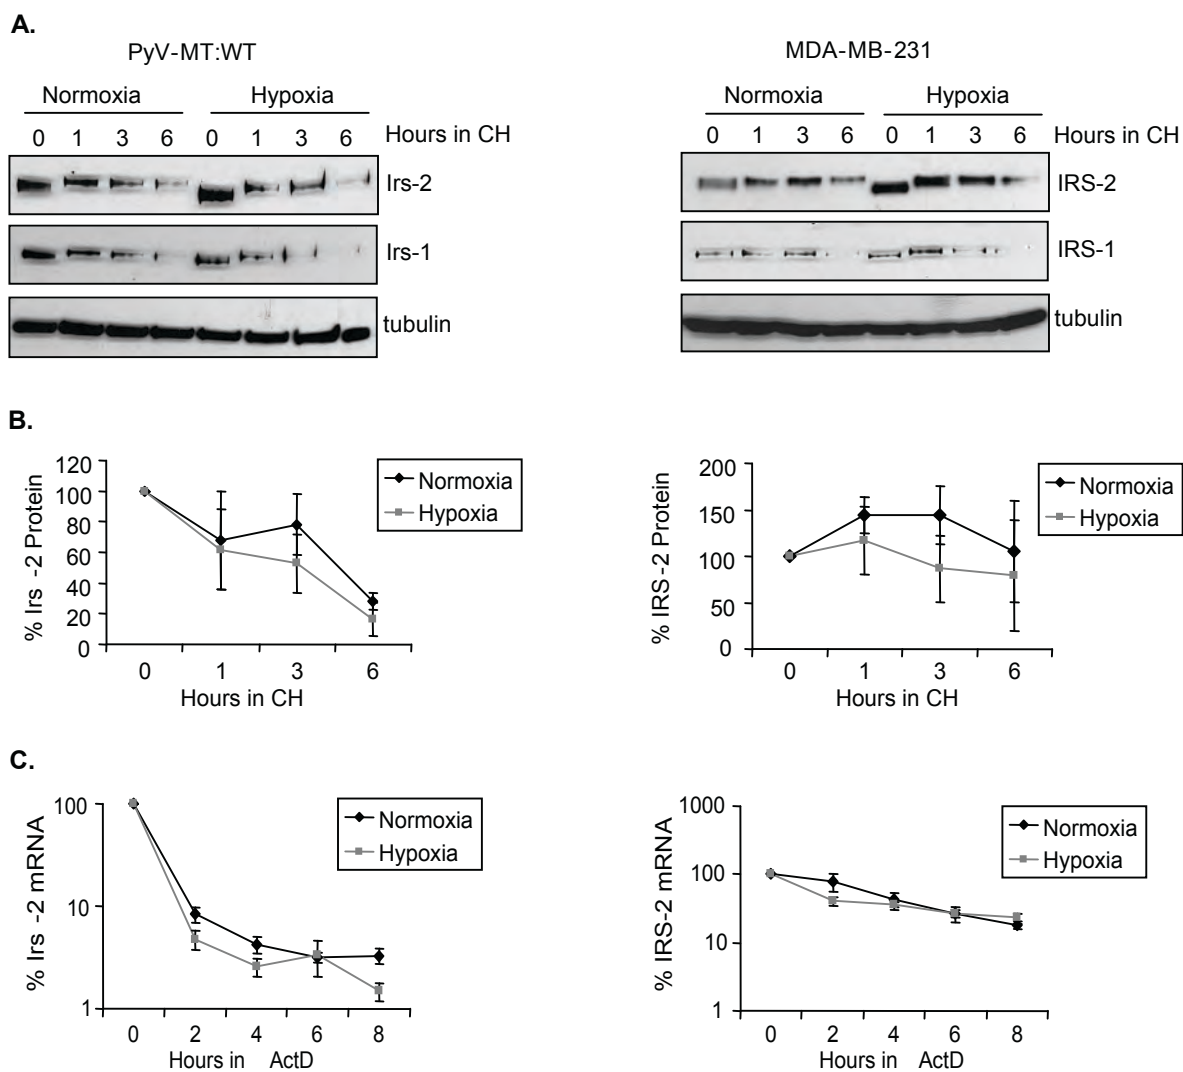 A.
PyV-MT:WT
Normoxia Hypoxia
0 1 3 6 0 1 3 6 Hours in CH
Irs-2
Irs-1
tubulin
MDA-MB-231
Normoxia Hypoxia
0 1 3 6 0 1 3 6 Hours in CH
IRS-2
IRS-1
tubulin
B.
% Irs -2 Protein
120
100
80
60
40
20
0
0 1 3 6
Hours in CH
Normoxia
Hypoxia
% IRS-2 Protein
200
150
100
50
0
0 1 3 6
Hours in CH
Normoxia
Hypoxia
C.
% Irs -2 mRNA
100
10
1
0 2 4 6 8
Hours in ActD
Normoxia
Hypoxia
% IRS-2 mRNA
1000
100
10
1
0 2 4 6 8
Hours in ActD
Normoxia
Hypoxia